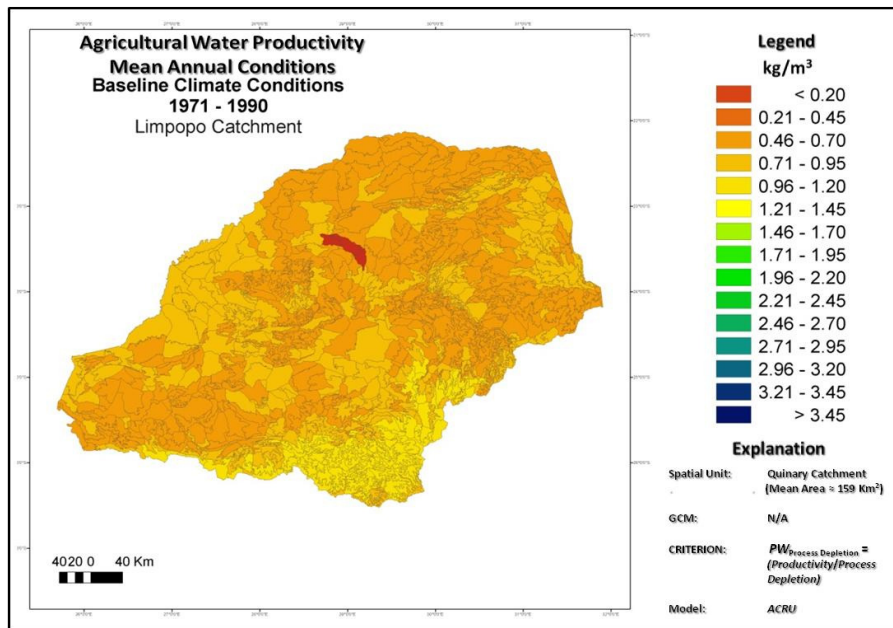 Agricultural Water Productivity
Mean Annual Conditions
Baseline Climate Conditions
1971 - 1990
Limpopo Catchment
40 20 0 40 Km
Legend
kg/m³
< 0.20
0.21 - 0.45
0.46 - 0.70
0.71 - 0.95
0.96 - 1.20
1.21 - 1.45
1.46 - 1.70
1.71 - 1.95
1.96 - 2.20
2.21 - 2.45
2.46 - 2.70
2.71 - 2.95
2.96 - 3.20
3.21 - 3.45
> 3.45
Explanation
Spatial Unit: Quinary Catchment
(Mean Area ≈ 159 Km²)
GCM: N/A
CRITERION: PW Process Depletion =
(Productivity/Process
Depletion)
Model: ACRU